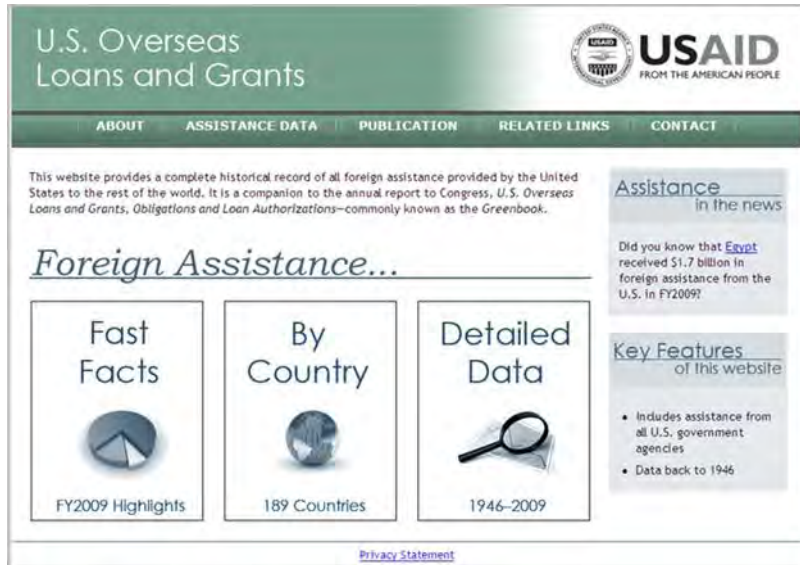 U.S. Overseas
Loans and Grants
USAID
USAID
FROM THE AMERICAN PEOPLE
ABOUT ASSISTANCE DATA PUBLICATION RELATED LINKS CONTACT
This website provides a complete historical record of all foreign assistance provided by the United
States to the rest of the world. It is a companion to the annual report to Congress, U.S. Overseas
Loans and Grants, Obligations and Loan Authorizations—commonly known as the Greenbook.
Foreign Assistance...
Fast
Facts
FY2009 Highlights
By
Country
189 Countries
Detailed
Data
1946–2009
Assistance
in the news
Did you know that Egypt
received $1.7 billion in
foreign assistance from the
U.S. in FY2009?
Key Features
of this website
• Includes assistance from
all U.S. government
agencies
• Data back to 1946
Privacy Statement